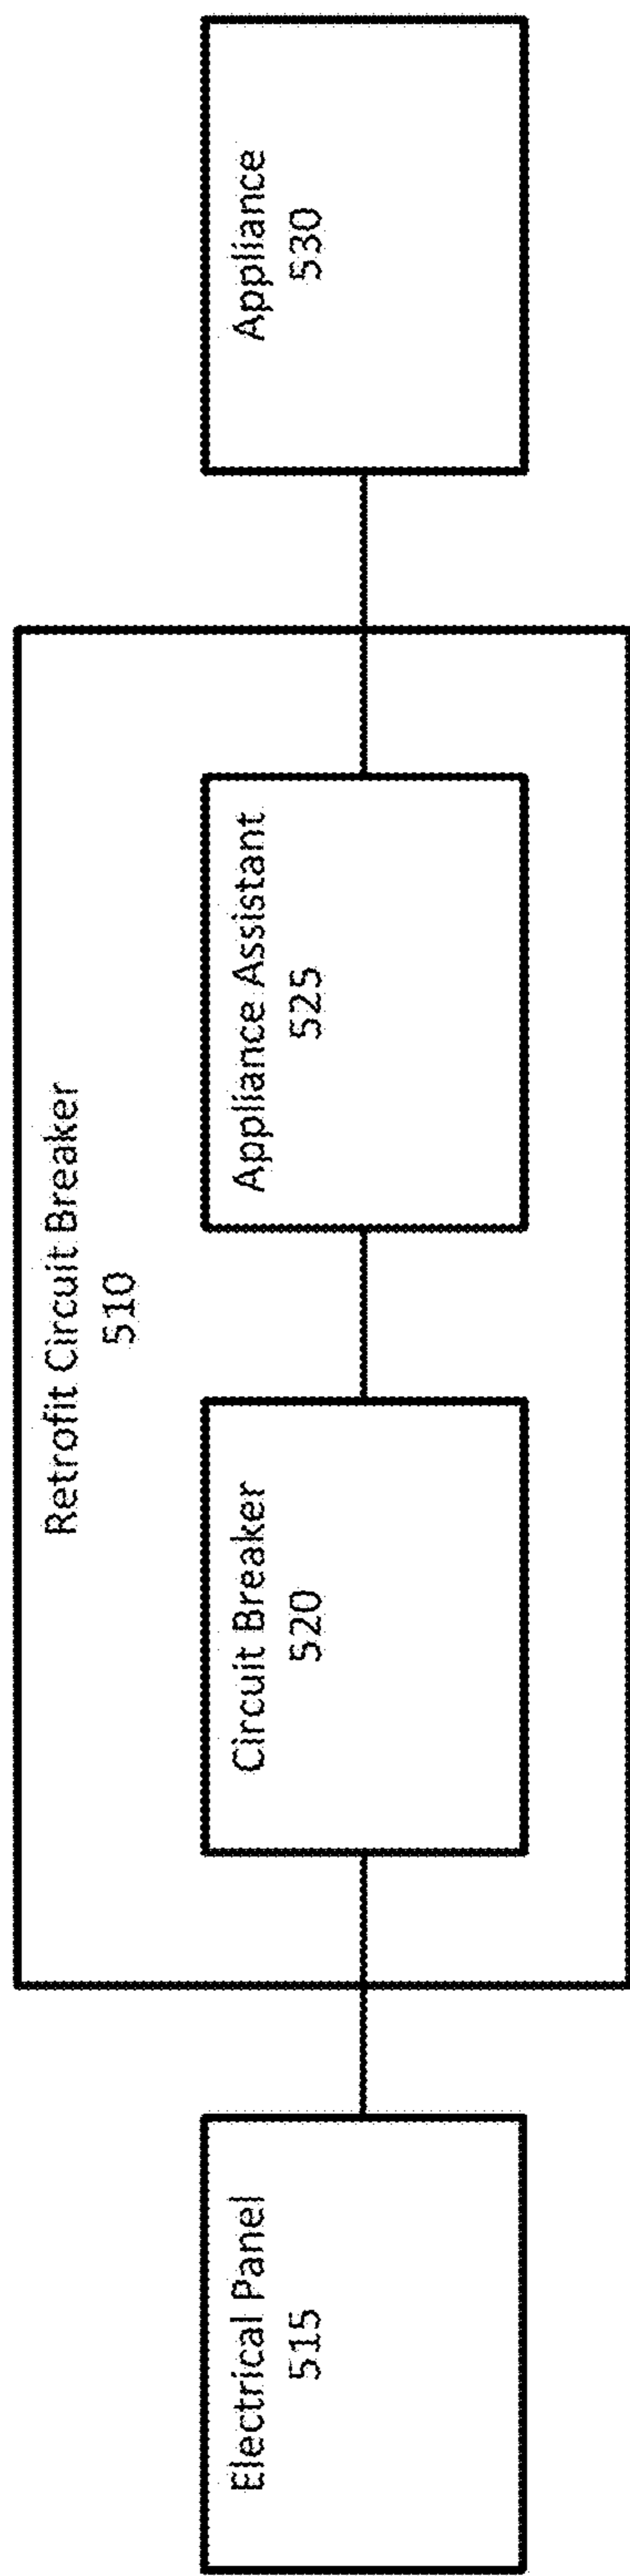 Retrofit Circuit Breaker
510
Electrical Panel
515
Circuit Breaker
520
Appliance Assistant
525
Appliance
530